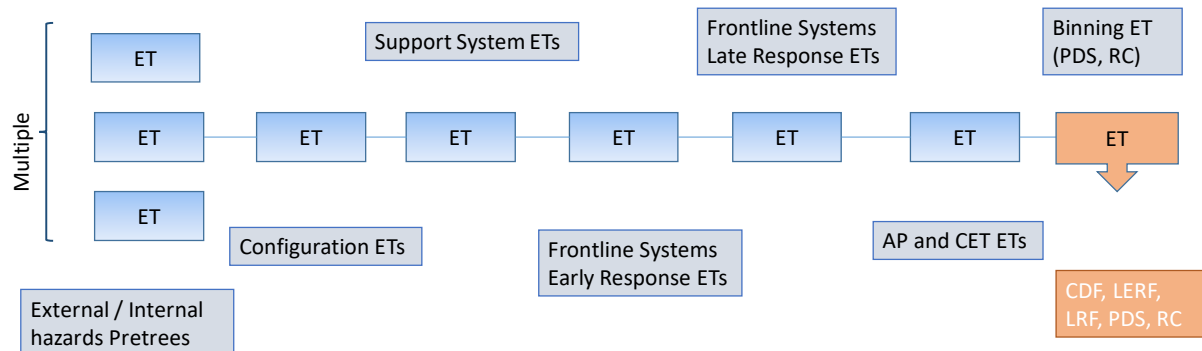 Multiple
ET
ET
ET
External / Internal
hazards Pretrees
Configuration ETs
ET
Support System ETs
ET
Frontline Systems
Early Response ETs
ET
Frontline Systems
Late Response ETs
ET
AP and CET ETs
ET
Binning ET
(PDS, RC)
ET
CDF, LERF,
LRF, PDS, RC